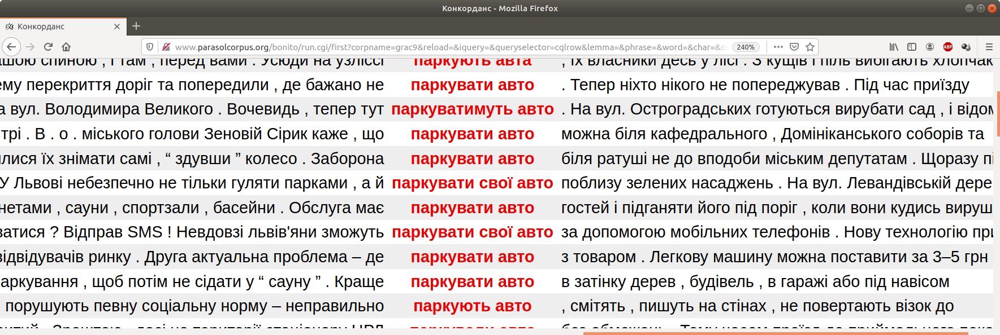 Конкорданс - Mozilla Firefox
Конкорданс
www.parasolcorpus.org/bonito/run.cgi/first?corpname=grac9&reload=&iquery=&queryselector=cqlrow&lemma=&phrase=&word=&char=&c 240%
ABP
ашою спиною , і там , перед вами . Усюди на узліссі паркують авта , їх власники десь у лісі . З кущів і піль вибігають хлопчак
ему перекриття доріг та попередили , де бажано не паркувати авто . Тепер ніхто нікого не попереджував . Під час приїзду
а вул. Володимира Великого . Вочевидь , тепер тут паркуватимуть авто . На вул. Остроградських готуються вирубати сад , і відом
трі . В . о . міського голови Зеновій Сірик каже , що паркувати авто можна біля кафедрального , Домініканського соборів та
лися їх знімати самі , “ здувши ” колесо . Заборона паркувати авто біля ратуші не до вподоби міським депутатам . Щоразу пі
У Львові небезпечно не тільки гуляти парками , а й паркувати свої авто поблизу зелених насаджень . На вул. Левандівській дере
нетами , сауни , спортзали , басейни . Обслуга має паркувати авто гостей і підганяти його під поріг , коли вони кудись вируш
ватися ? Відправ SMS ! Невдовзі львів'яни зможуть паркувати свої авто за допомогою мобільних телефонів . Нову технологію при
відвідувачів ринку . Друга актуальна проблема – де паркувати авто з товаром . Легкову машину можна поставити за 3–5 грн
аркування , щоб потім не сідати у “ сауну ” . Краще паркувати авто в затінку дерев , будівель , в гаражі або під навісом
порушують певну соціальну норму – неправильно паркують авто , смітять , пишуть на стінах , не повертають візок до